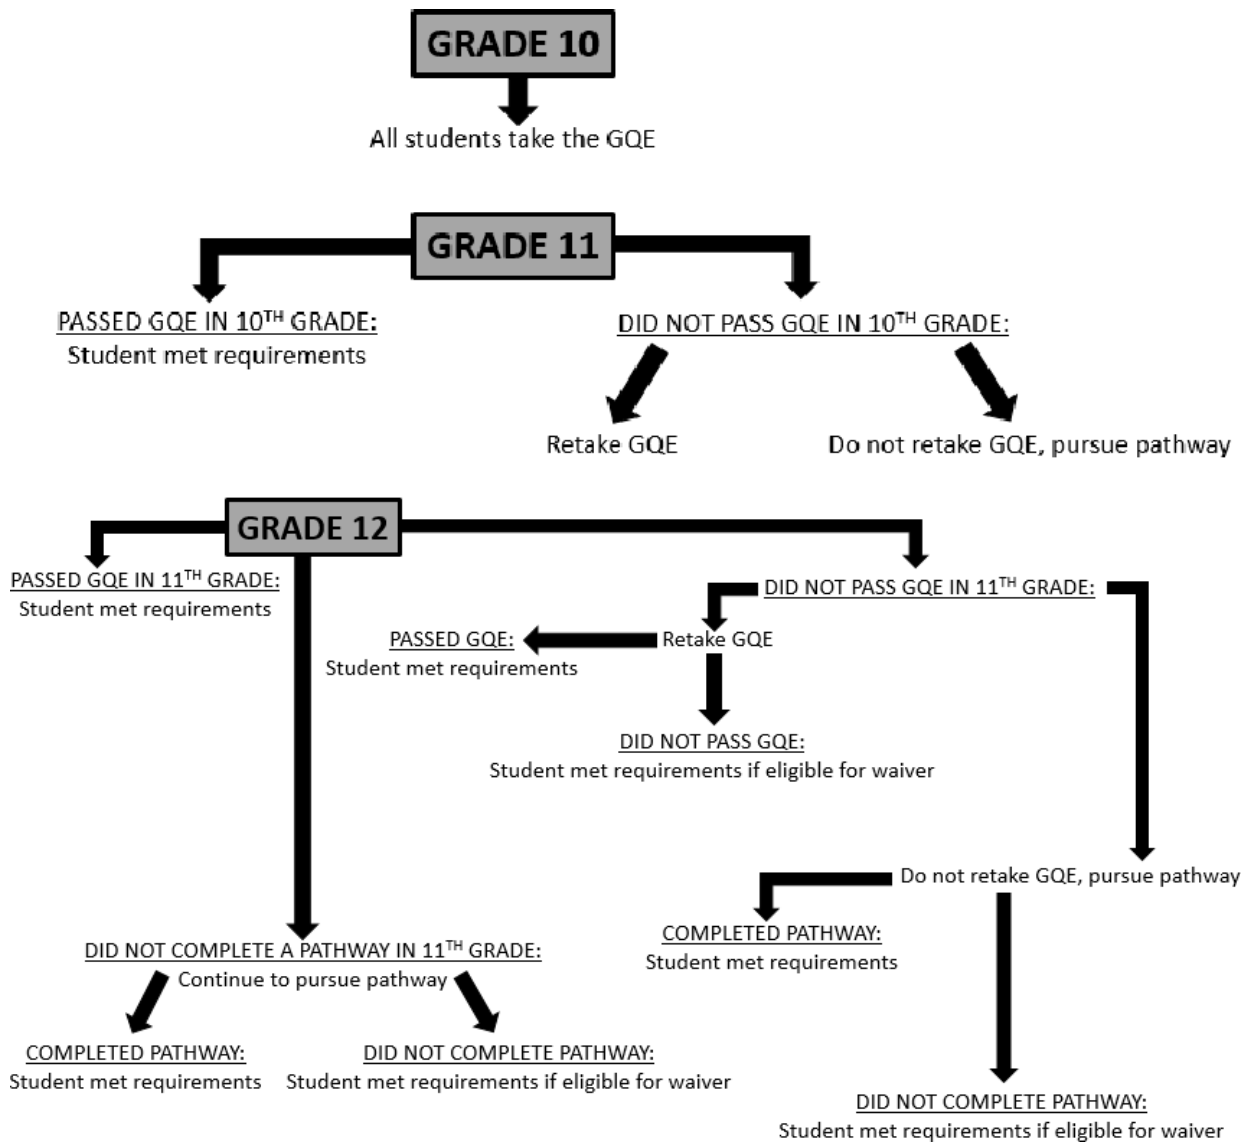 GRADE 10
All students take the GQE
GRADE 11
PASSED GQE IN 10TH GRADE:
Student met requirements
DID NOT PASS GQE IN 10TH GRADE:
Retake GQE
Do not retake GQE, pursue pathway
GRADE 12
PASSED GQE IN 11TH GRADE:
Student met requirements
DID NOT PASS GQE IN 11TH GRADE:
Retake GQE
PASSED GQE:
Student met requirements
DID NOT PASS GQE:
Student met requirements if eligible for waiver
Do not retake GQE, pursue pathway
COMPLETED PATHWAY:
Student met requirements
DID NOT COMPLETE PATHWAY:
Student met requirements if eligible for waiver
DID NOT COMPLETE A PATHWAY IN 11TH GRADE:
Continue to pursue pathway
COMPLETED PATHWAY:
Student met requirements
DID NOT COMPLETE PATHWAY:
Student met requirements if eligible for waiver